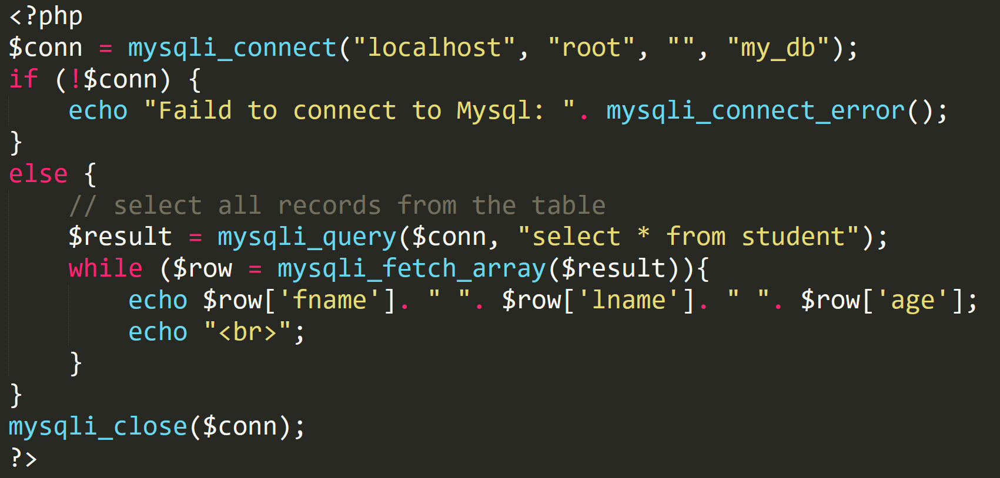 <?php
$conn = mysqli_connect("localhost", "root", "", "my_db");
if (!$conn) {
    echo "Faild to connect to Mysql: ". mysqli_connect_error();
}
else {
    // select all records from the table
    $result = mysqli_query($conn, "select * from student");
    while ($row = mysqli_fetch_array($result)){
        echo $row['fname']. " ". $row['lname']. " ". $row['age'];
        echo "<br>";
    }
}
mysqli_close($conn);
?>